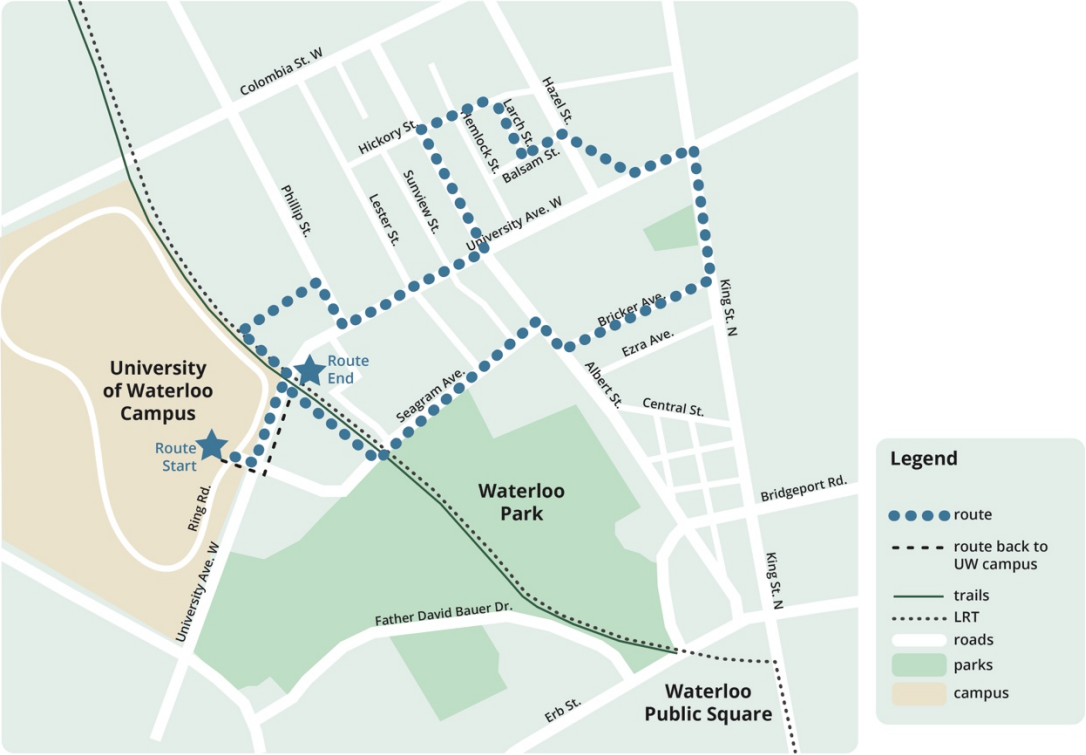 Colombia St. W
Hickory St.
Hazel St.
Larch St.
Hemlock St.
Balsam St.
Phillip St.
Lester St.
Sunview St.
University Ave. W
King St. N
Bricker Ave.
Ezra Ave.
Route
End
University
of Waterloo
Campus
Seagram Ave.
Albert St.
Central St.
Route
Start
Ring Rd.
Waterloo
Park
Bridgeport Rd.
University Ave. W
King St. N
Father David Bauer Dr.
Erb St.
Waterloo
Public Square
Legend
route
route back to
UW campus
trails
LRT
roads
parks
campus